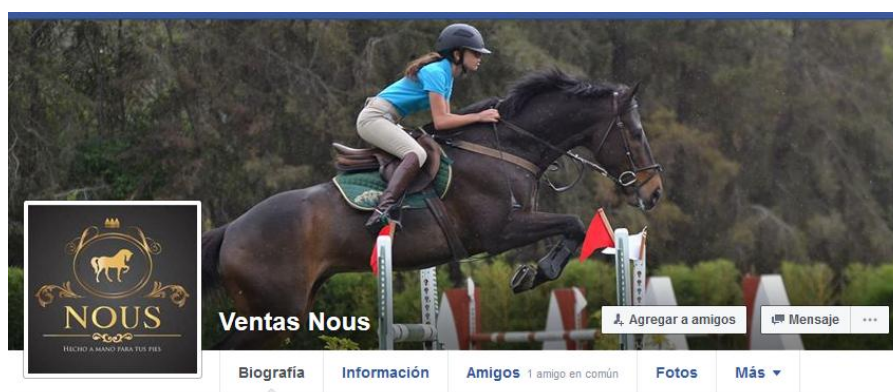 NOUS
HECHO A MANO PARA TUS PIES
Ventas Nous
Agregar a amigos
Mensaje
Biografía
Información
Amigos 1 amigo en común
Fotos
Más